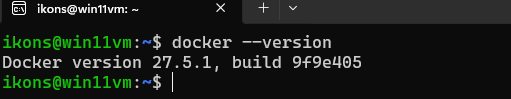 ikons@win11vm: ~
ikons@win11vm:~$ docker --version
Docker version 27.5.1, build 9f9e405
ikons@win11vm:~$